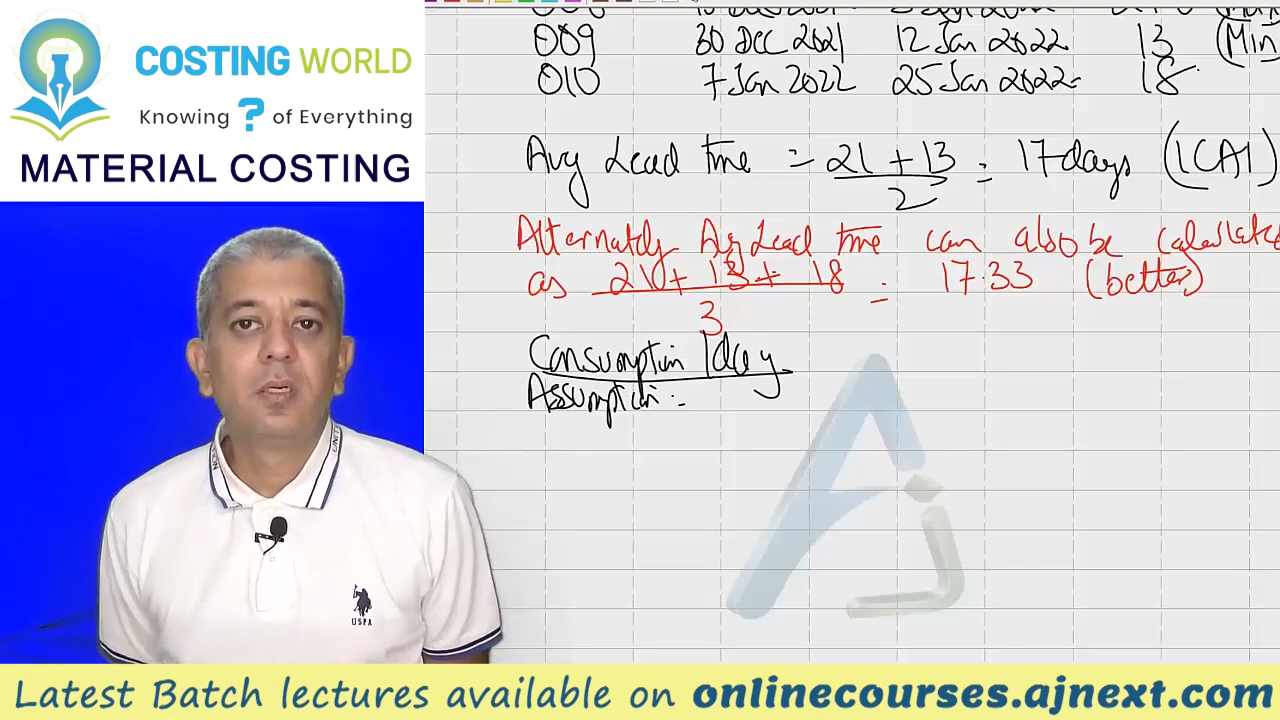 COSTING WORLD
Knowing ? of Everything
MATERIAL COSTING
009 30 Dec 2021 12 Jan 2022 13 (Min
010 7 Jan 2022 25 Jan 2022 18
Avg Lead time = 21 + 13 = 17 days (ICAI)
2
Alternately Avg Lead time can also be calculated
as 21 + 13 + 18 = 17.33 (better)
3
Consumption / day
Assumption :-
USPA
Latest Batch lectures available on onlinecourses.ajnext.com